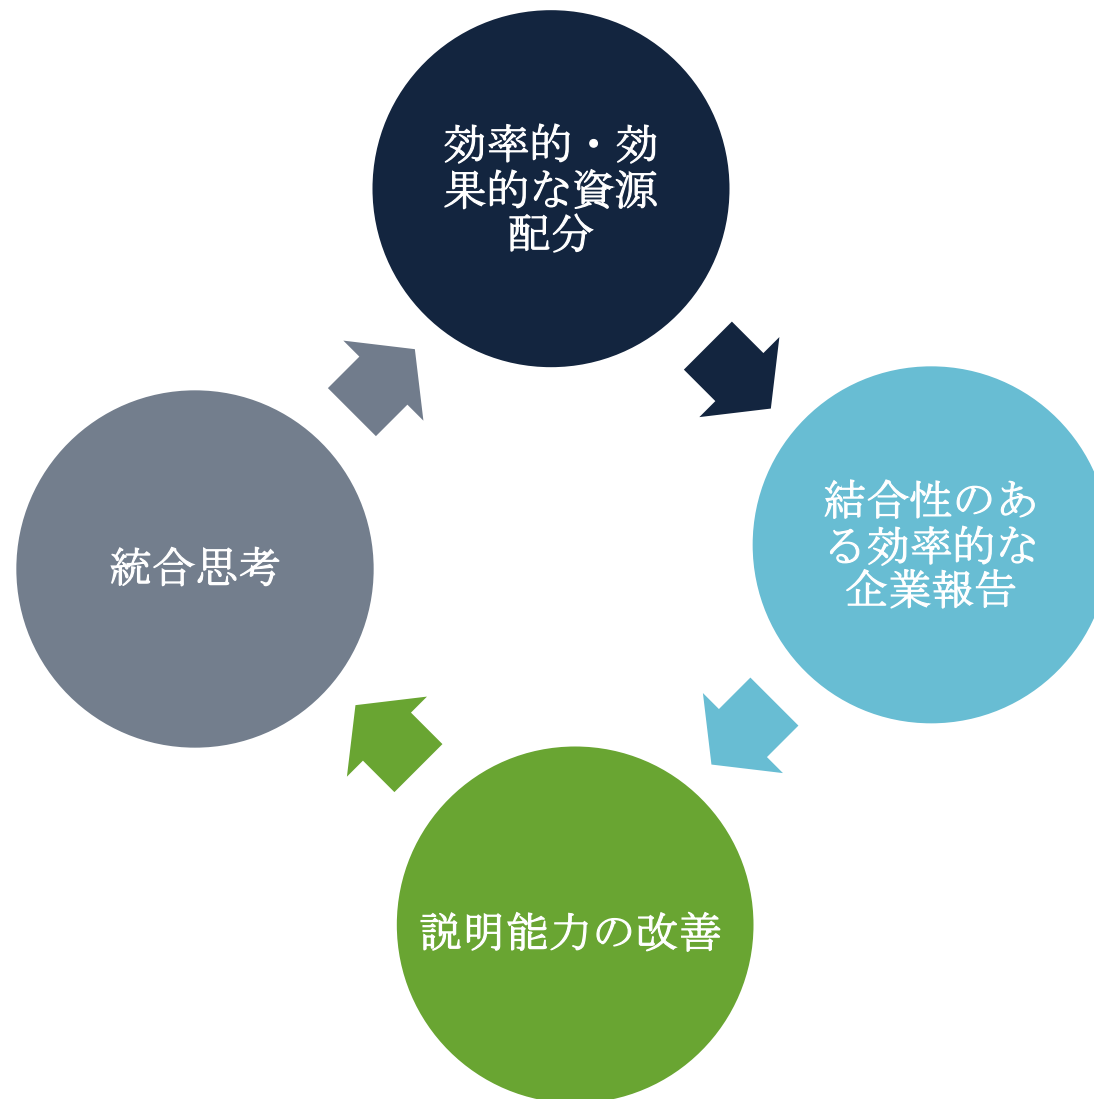 効率的・効
果的な資源
配分
結合性のあ
る効率的な
企業報告
統合思考
説明能力の改善